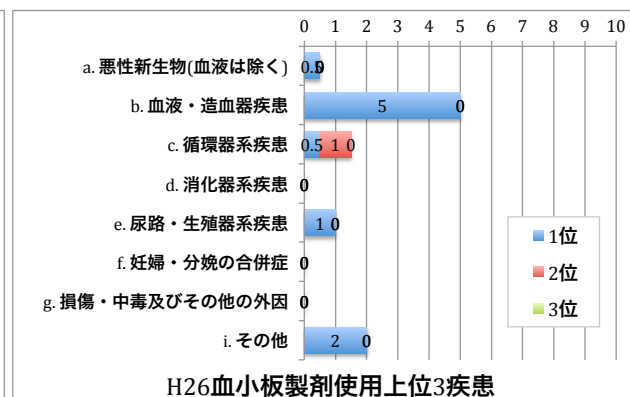 0 1 2 3 4 5 6 7 8 9 10
a. 悪性新生物(血液は除く) 0.5 0 0
b. 血液・造血器疾患 5 0
c. 循環器系疾患 0.5 1 0
d. 消化器系疾患 0
e. 尿路・生殖器系疾患 1 0
f. 妊婦・分娩の合併症 0
g. 損傷・中毒及びその他の外因 0
i. その他 2 0
1位
2位
3位
H26血小板製剤使用上位3疾患